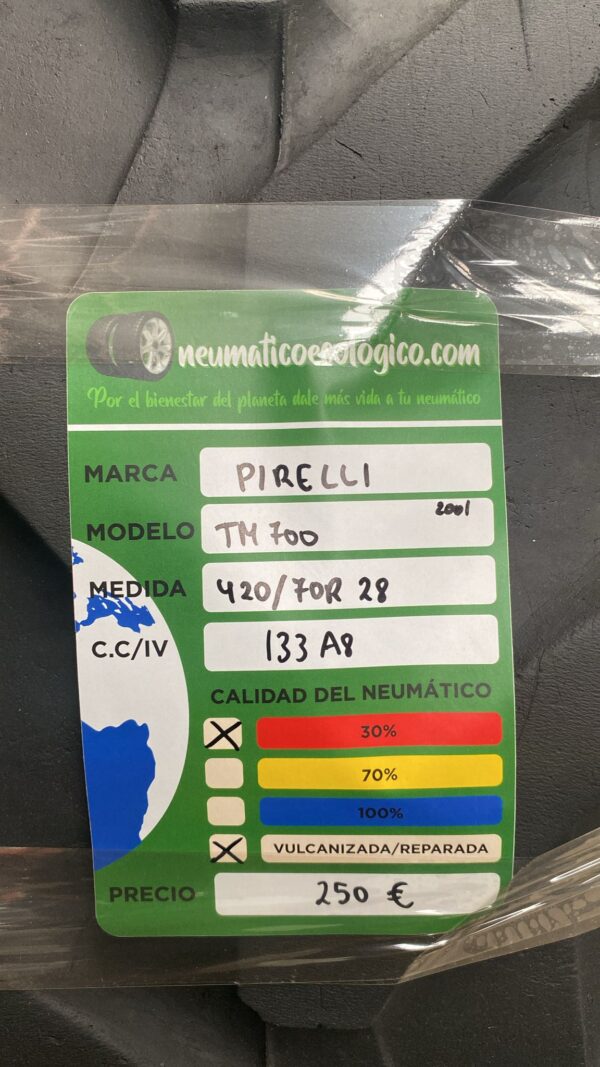 neumaticoecologico.com
Por el bienestar del planeta dale más vida a tu neumático
MARCA PIRELLI
MODELO TM 700 2001
MEDIDA 420/70R 28
C.C/IV 133 A8
CALIDAD DEL NEUMÁTICO
X 30%
70%
100%
X VULCANIZADA/REPARADA
PRECIO 250 €